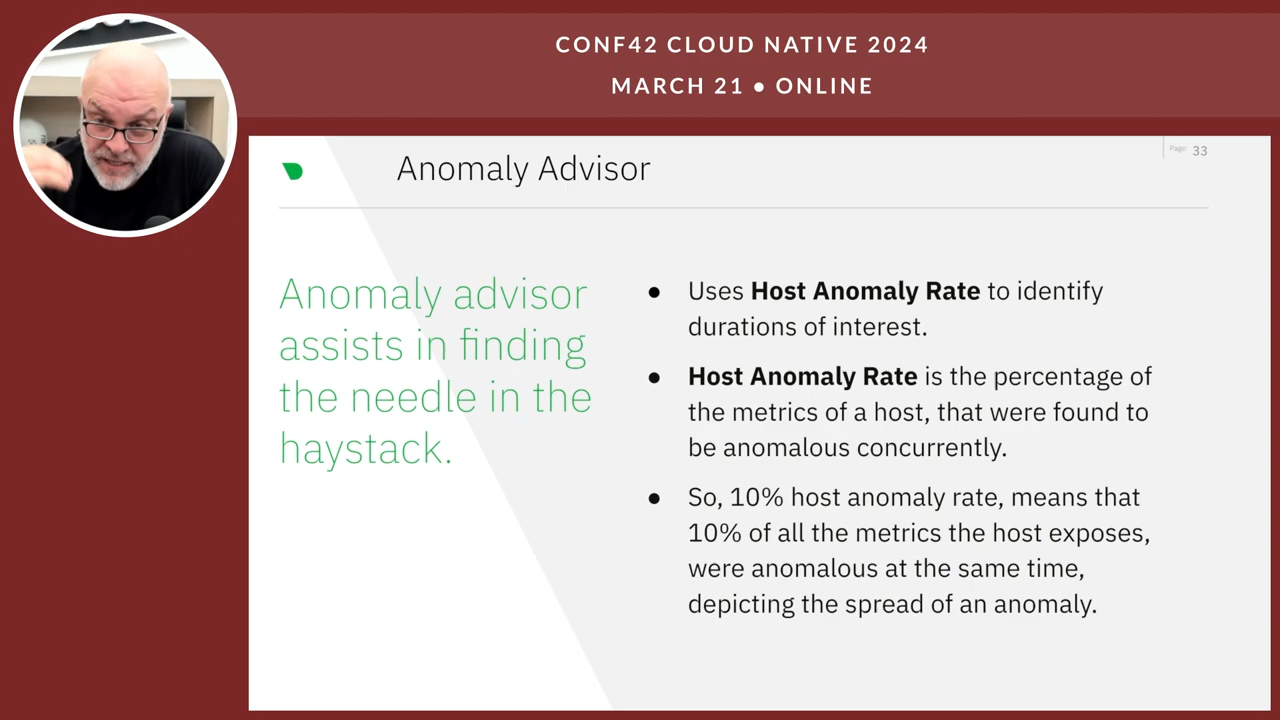 CONF42 CLOUD NATIVE 2024
MARCH 21 ● ONLINE
Anomaly Advisor
Page: 33
Anomaly advisor
assists in finding
the needle in the
haystack.
● Uses Host Anomaly Rate to identify
durations of interest.
● Host Anomaly Rate is the percentage of
the metrics of a host, that were found to
be anomalous concurrently.
● So, 10% host anomaly rate, means that
10% of all the metrics the host exposes,
were anomalous at the same time,
depicting the spread of an anomaly.